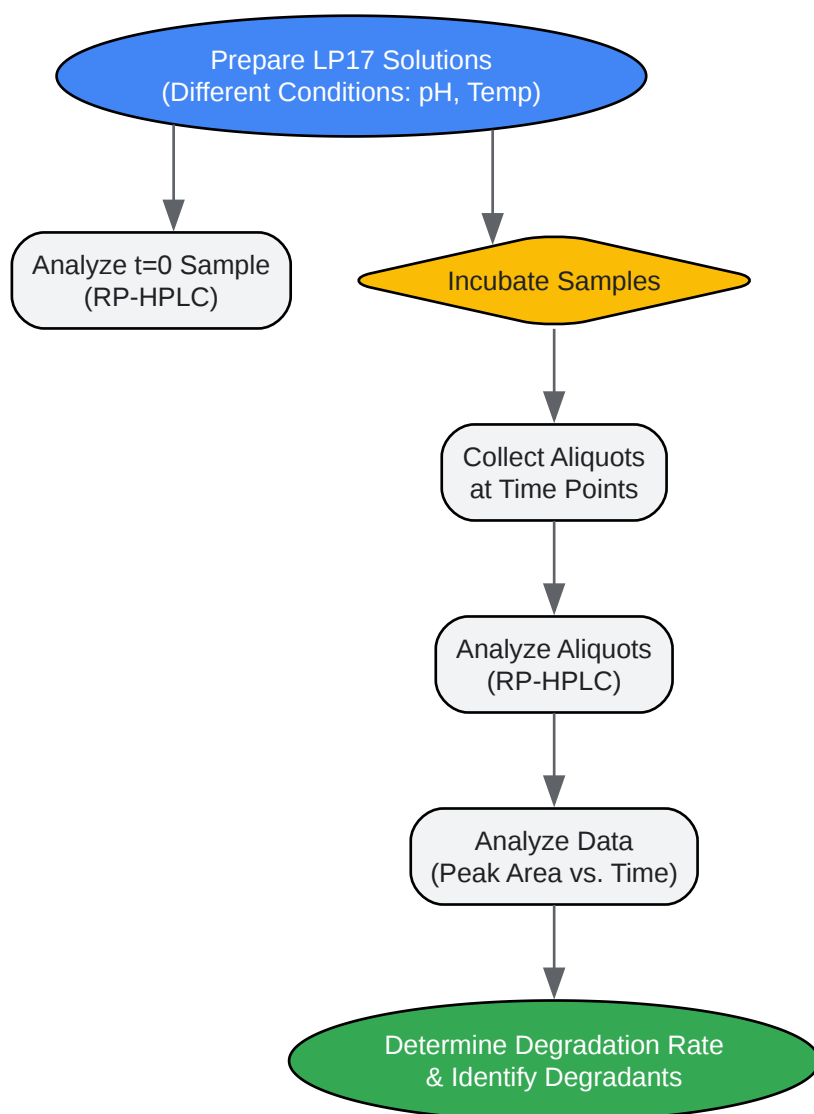 Prepare LP17 Solutions
(Different Conditions: pH, Temp)
Analyze t=0 Sample
(RP-HPLC)
Incubate Samples
Collect Aliquots
at Time Points
Analyze Aliquots
(RP-HPLC)
Analyze Data
(Peak Area vs. Time)
Determine Degradation Rate
& Identify Degradants